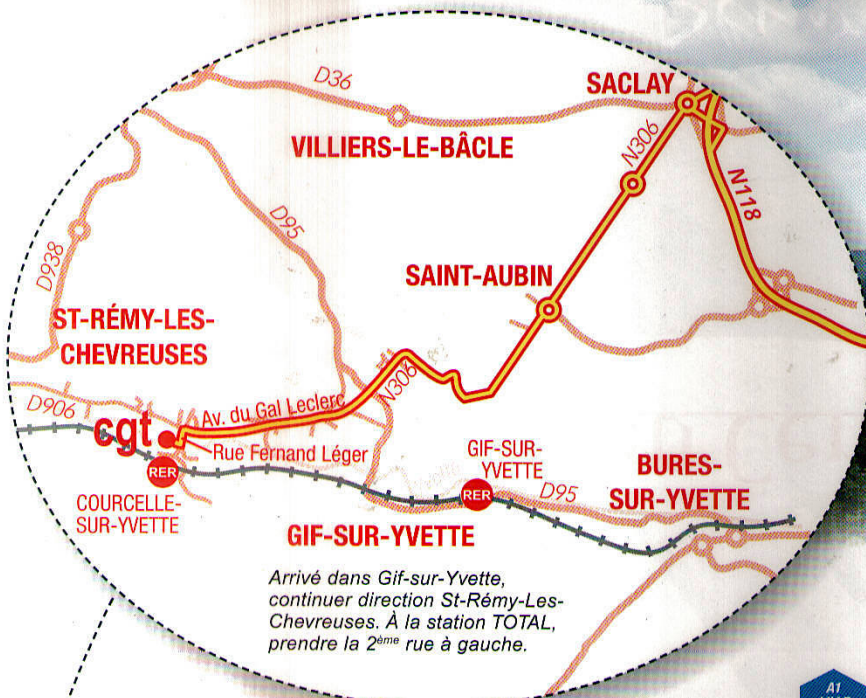 D36
SACLAY
VILLIERS-LE-BÂCLE
N306
N118
D95
D938
SAINT-AUBIN
ST-RÉMY-LES-
CHEVREUSES
N306
D906
Av. du Gal Leclerc
cgt
Rue Fernand Léger
RER
COURCELLE-
SUR-YVETTE
GIF-SUR-
YVETTE
RER
D95
BURES-
SUR-YVETTE
GIF-SUR-YVETTE
Arrivé dans Gif-sur-Yvette,
continuer direction St-Rémy-Les-
Chevreuses. À la station TOTAL,
prendre la 2ème rue à gauche.
A1